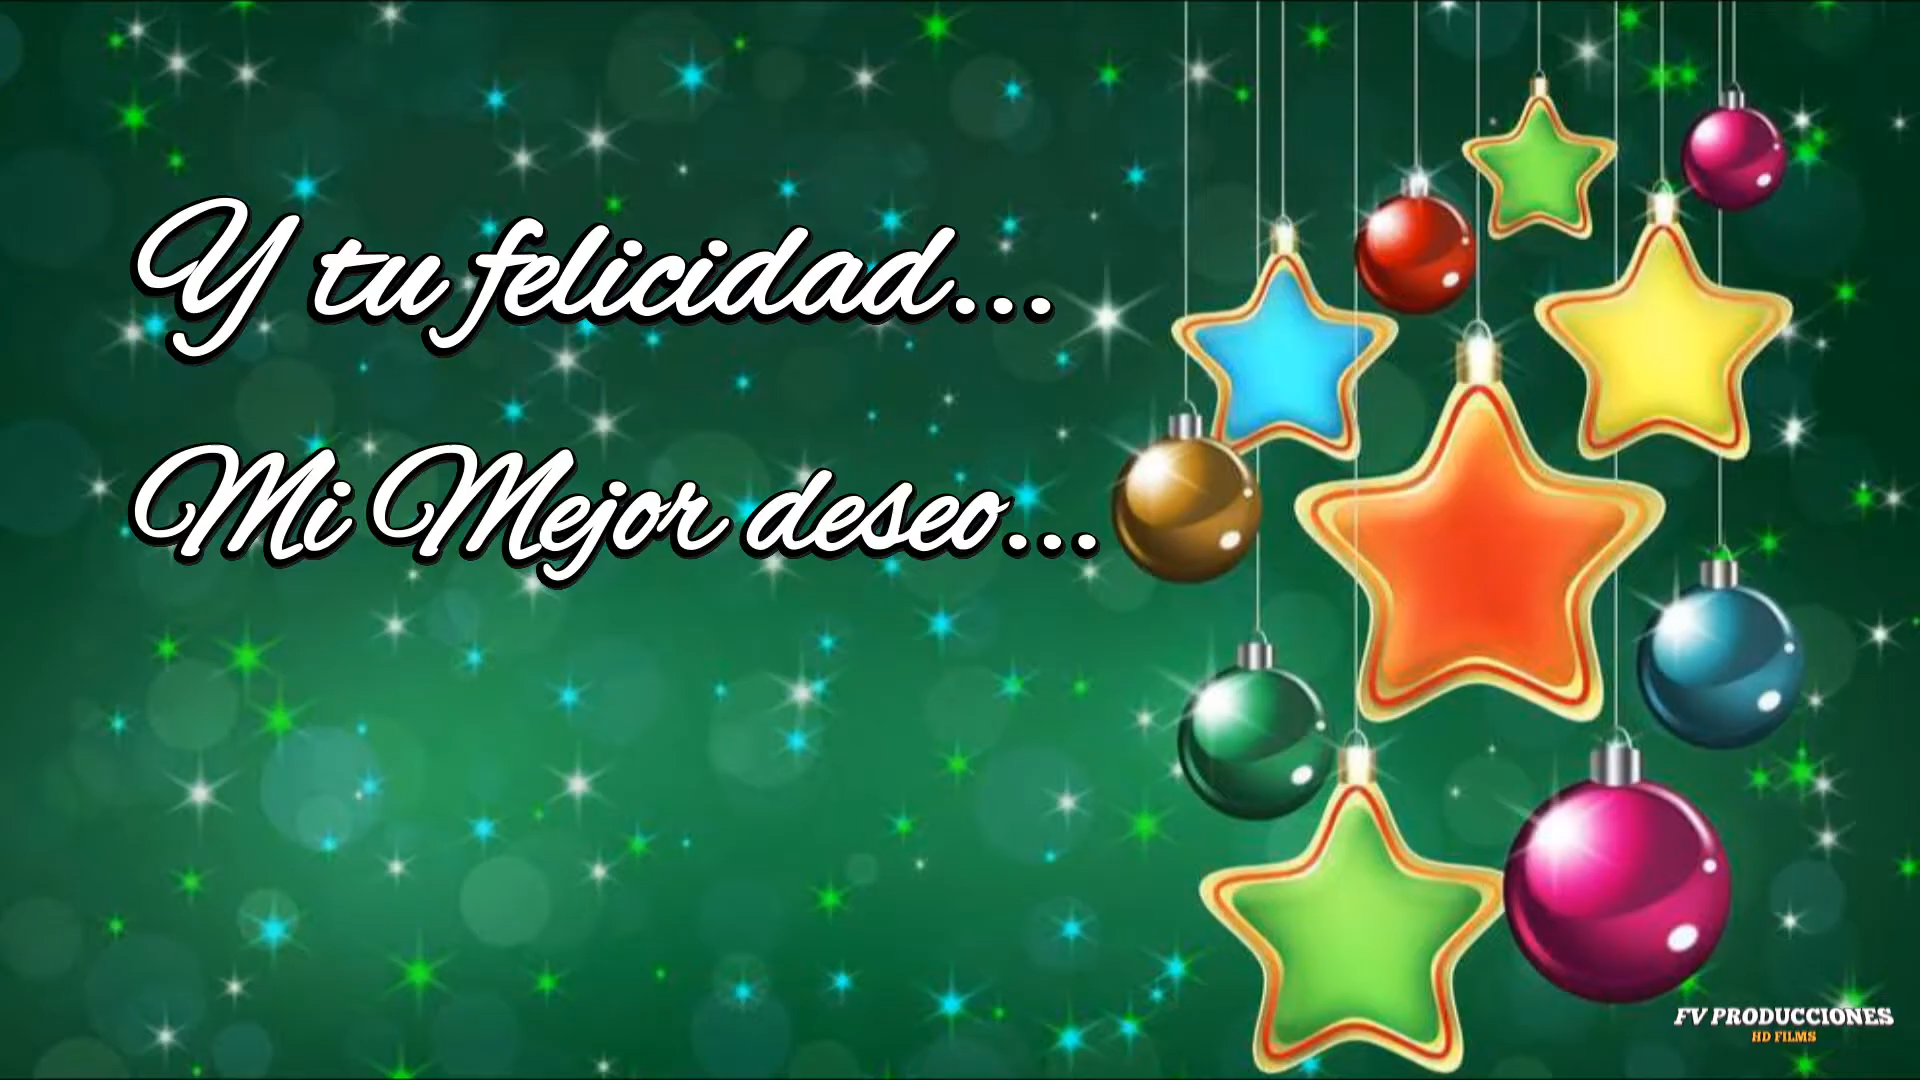 Y tu felicidad...
Mi Mejor deseo...
FV PRODUCCIONES
HD FILMS